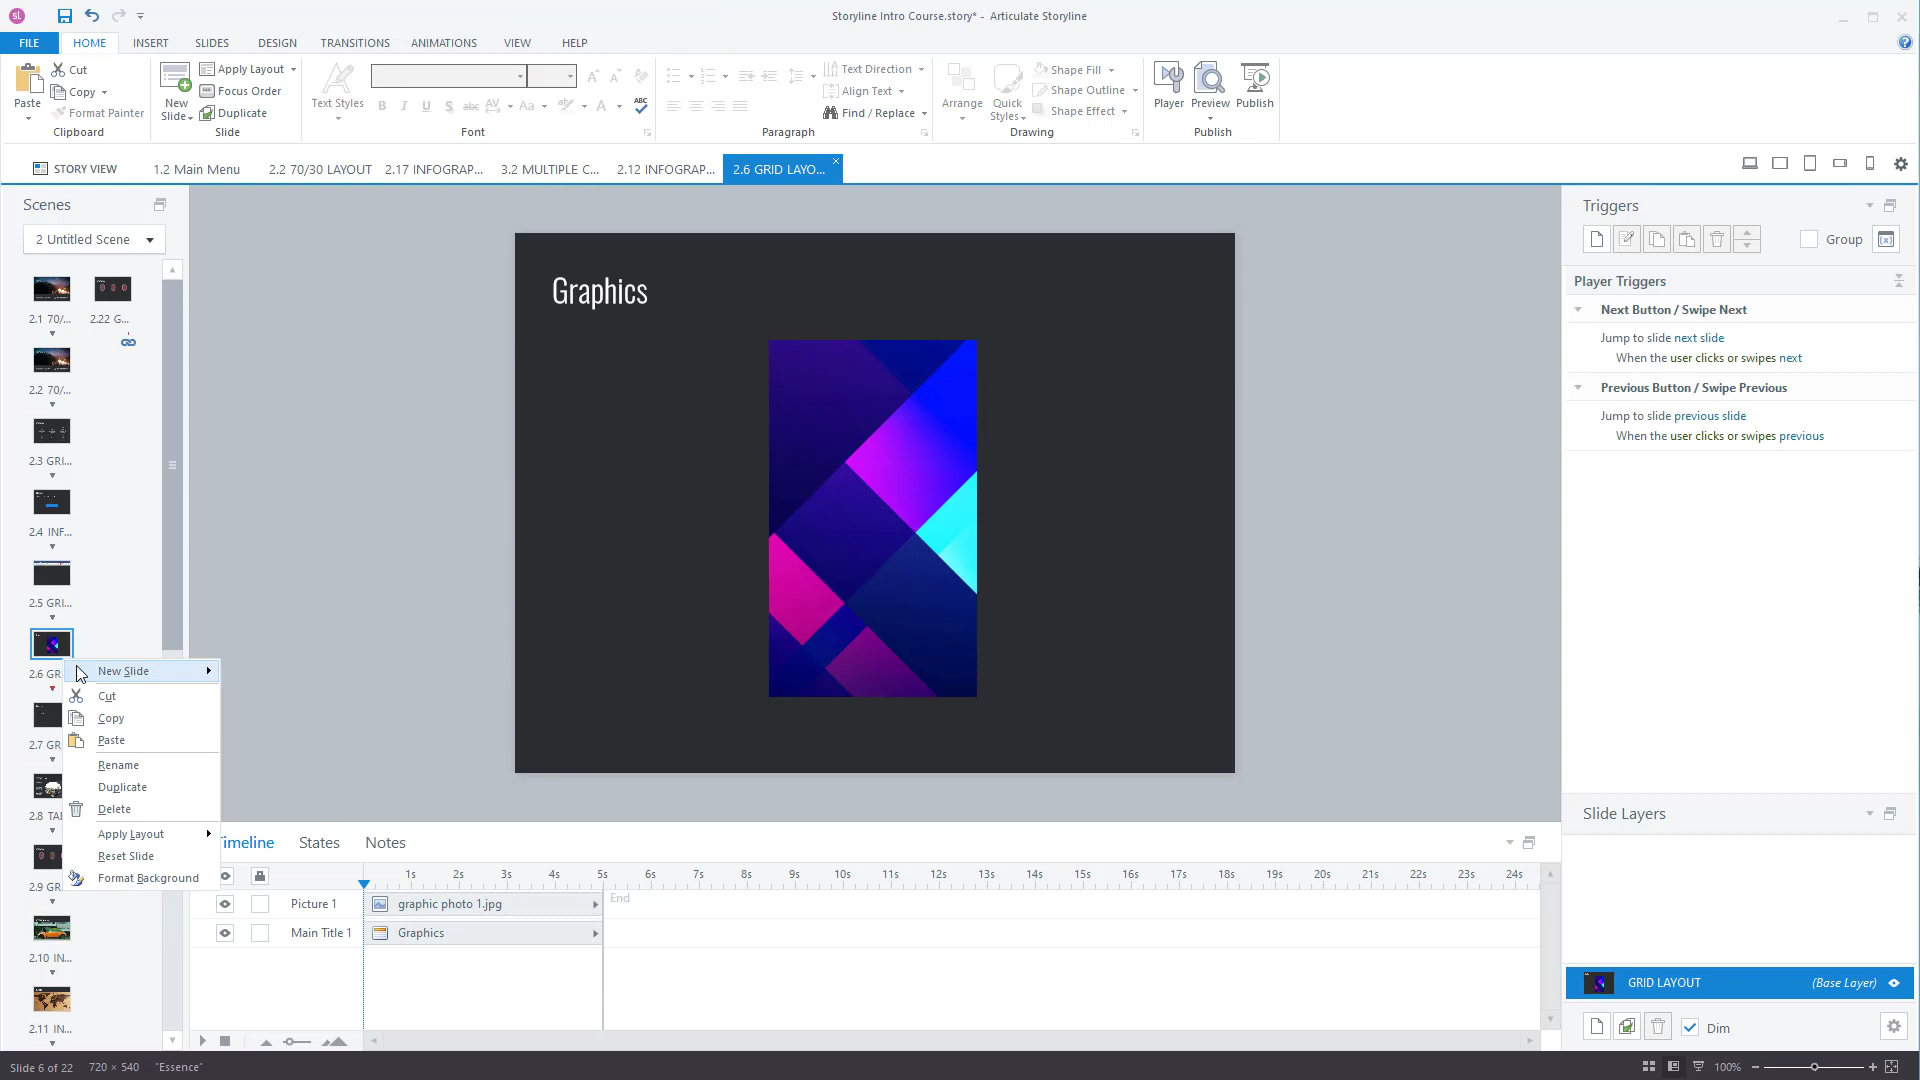 sl
Storyline Intro Course.story* - Articulate Storyline
FILE HOME INSERT SLIDES DESIGN TRANSITIONS ANIMATIONS VIEW HELP
Paste
Cut
Copy
Format Painter
Clipboard
New Slide
Apply Layout
Focus Order
Duplicate
Slide
Text Styles
B I U S abc AV Aa A ABC
Font
Text Direction
Align Text
Find / Replace
Paragraph
Arrange
Quick Styles
Shape Fill
Shape Outline
Shape Effect
Drawing
Player
Preview
Publish
Publish
STORY VIEW 1.2 Main Menu 2.2 70/30 LAYOUT 2.17 INFOGRAP... 3.2 MULTIPLE C... 2.12 INFOGRAP... 2.6 GRID LAYO...
Scenes
2 Untitled Scene
2.1 70/... 2.22 G...
2.2 70/...
2.3 GRI...
2.4 INF...
2.5 GRI...
2.6 GR
2.7 GR
2.8 TA
2.9 GR
2.10 IN...
2.11 IN...
New Slide
Cut
Copy
Paste
Rename
Duplicate
Delete
Apply Layout
Reset Slide
Format Background
Graphics
Triggers
Group
Player Triggers
Next Button / Swipe Next
Jump to slide next slide
When the user clicks or swipes next
Previous Button / Swipe Previous
Jump to slide previous slide
When the user clicks or swipes previous
imeline States Notes
1s 2s 3s 4s 5s 6s 7s 8s 9s 10s 11s 12s 13s 14s 15s 16s 17s 18s 19s 20s 21s 22s 23s 24s
Picture 1 graphic photo 1.jpg End
Main Title 1 Graphics
Slide Layers
GRID LAYOUT (Base Layer)
Dim
Slide 6 of 22 720 × 540 "Essence" 100%